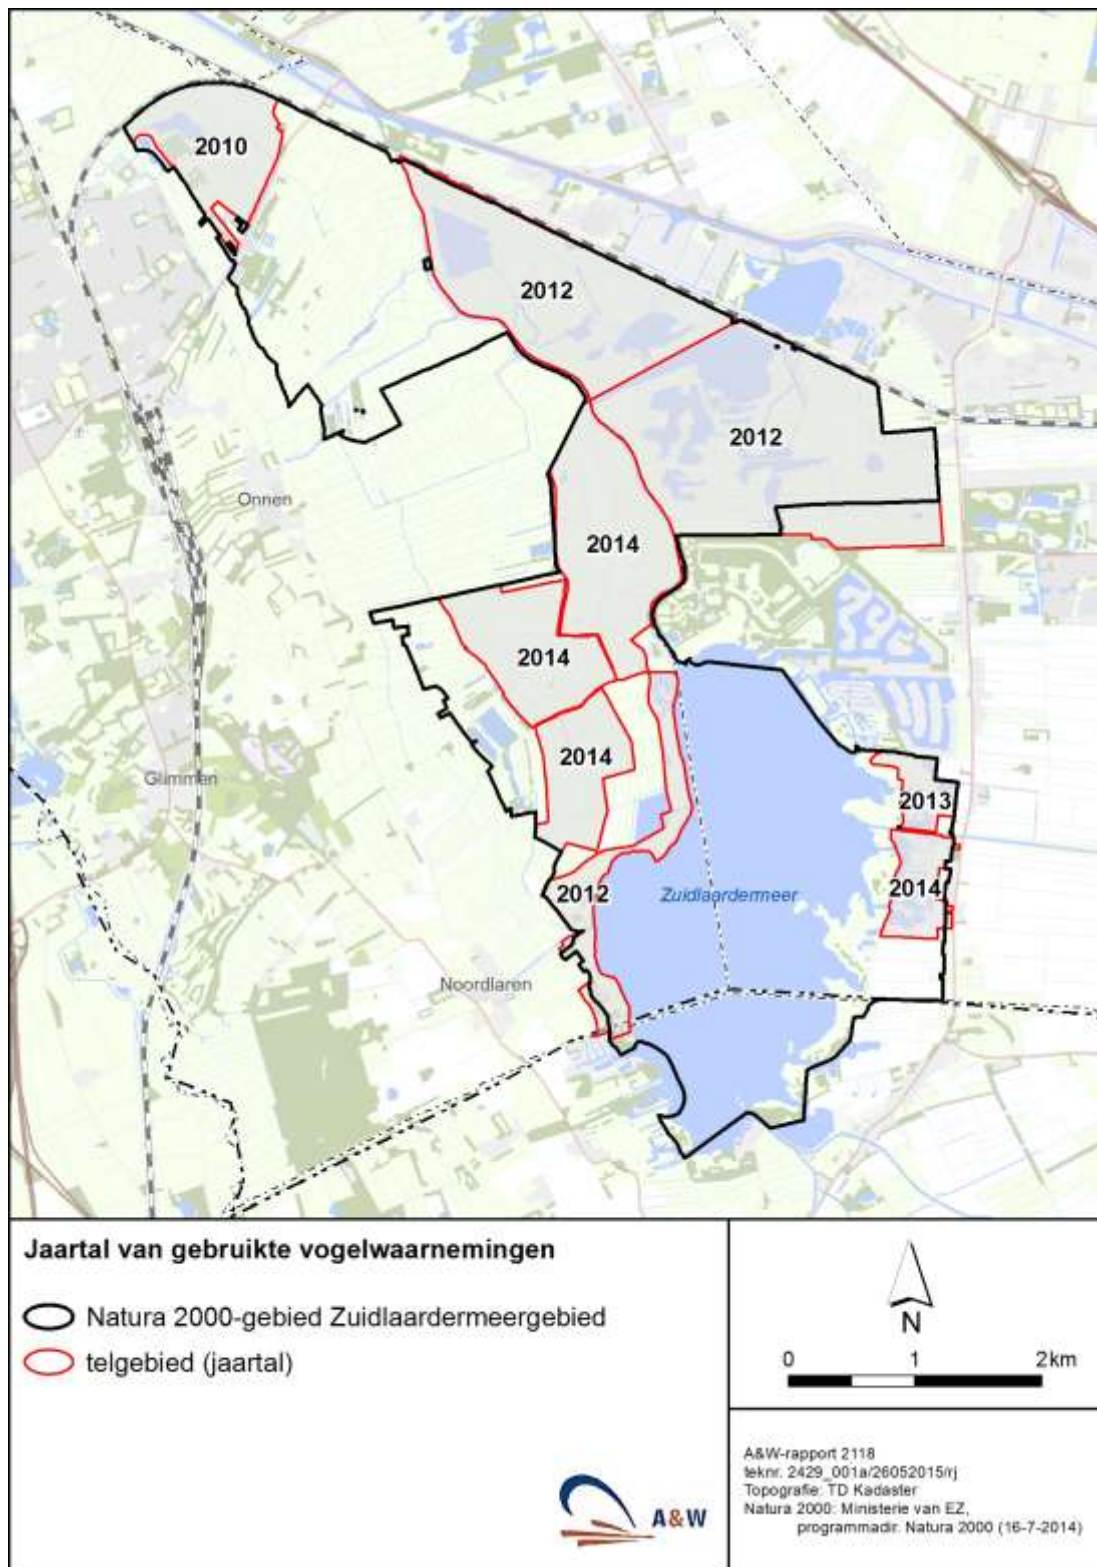 2010
2012
2012
Onnen
2014
2014
2014
Glimmen
2013
2014
2012
Zuidlaardermeer
Noordlaren
Jaartal van gebruikte vogelwaarnemingen
Natura 2000-gebied Zuidlaardermeergebied
telgebied (jaartal)
A&W
N
0 1 2km
A&W-rapport 2118
teknr. 2429_001a/26052015/rj
Topografie: TD Kadaster
Natura 2000: Ministerie van EZ,
programmadir. Natura 2000 (16-7-2014)